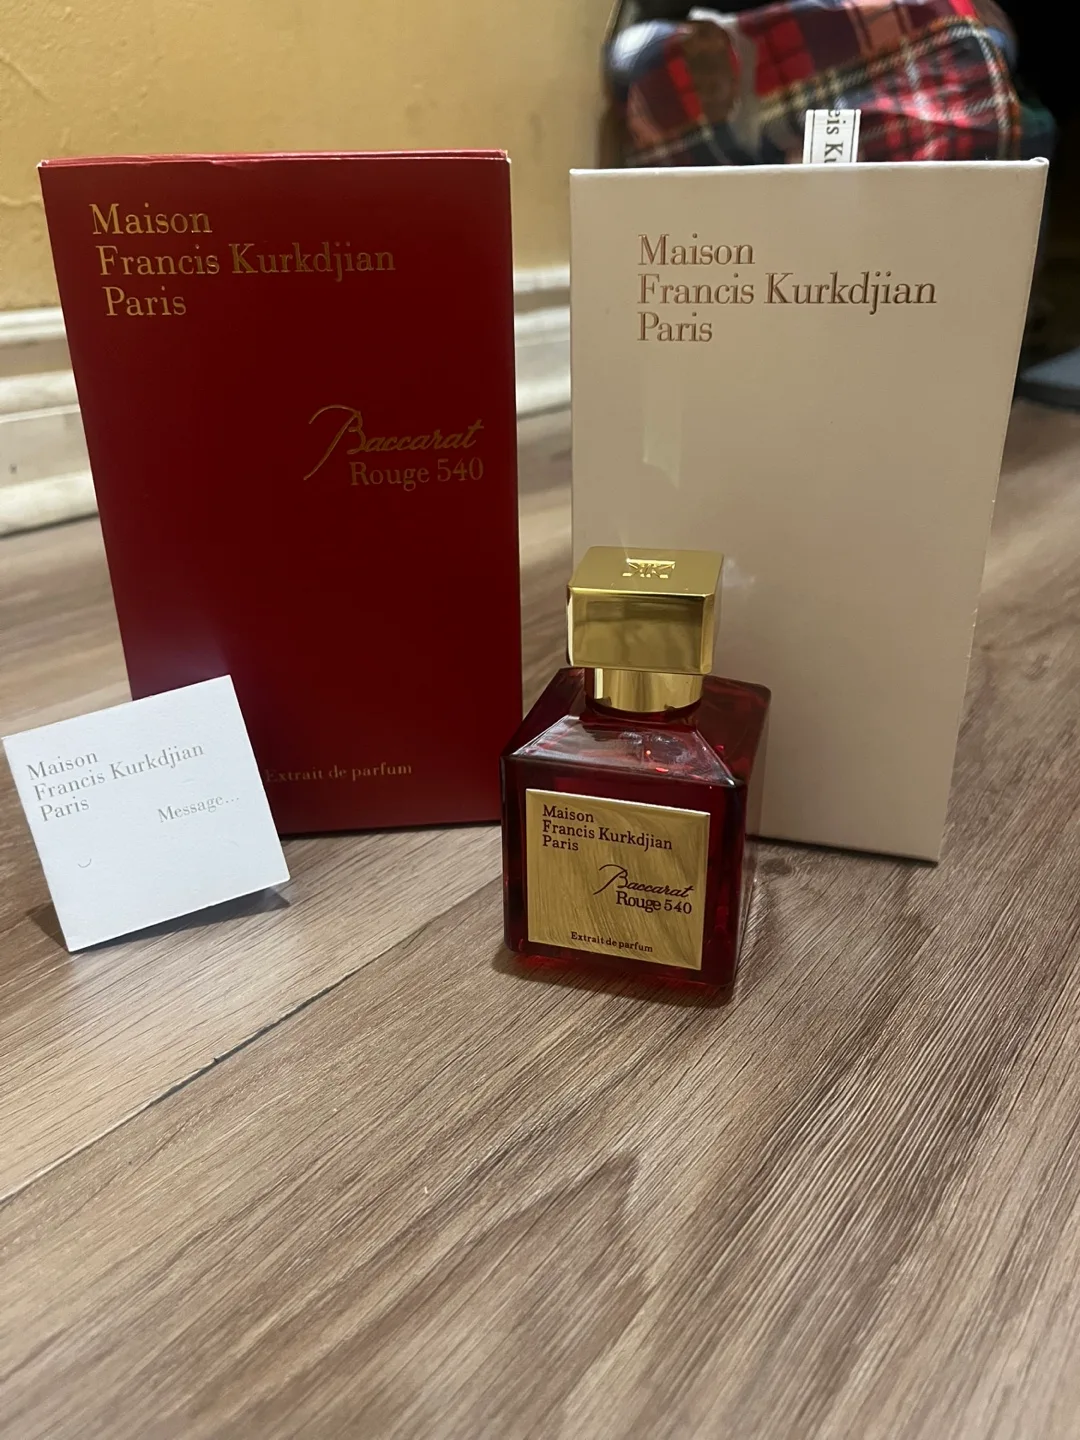 Maison
Francis Kurkdjian
Paris
Baccarat
Rouge 540
Extrait de parfum
Maison
Francis Kurkdjian
Paris
Maison
Francis Kurkdjian
Paris
Message...
Maison
Francis Kurkdjian
Paris
Baccarat
Rouge 540
Extrait de parfum